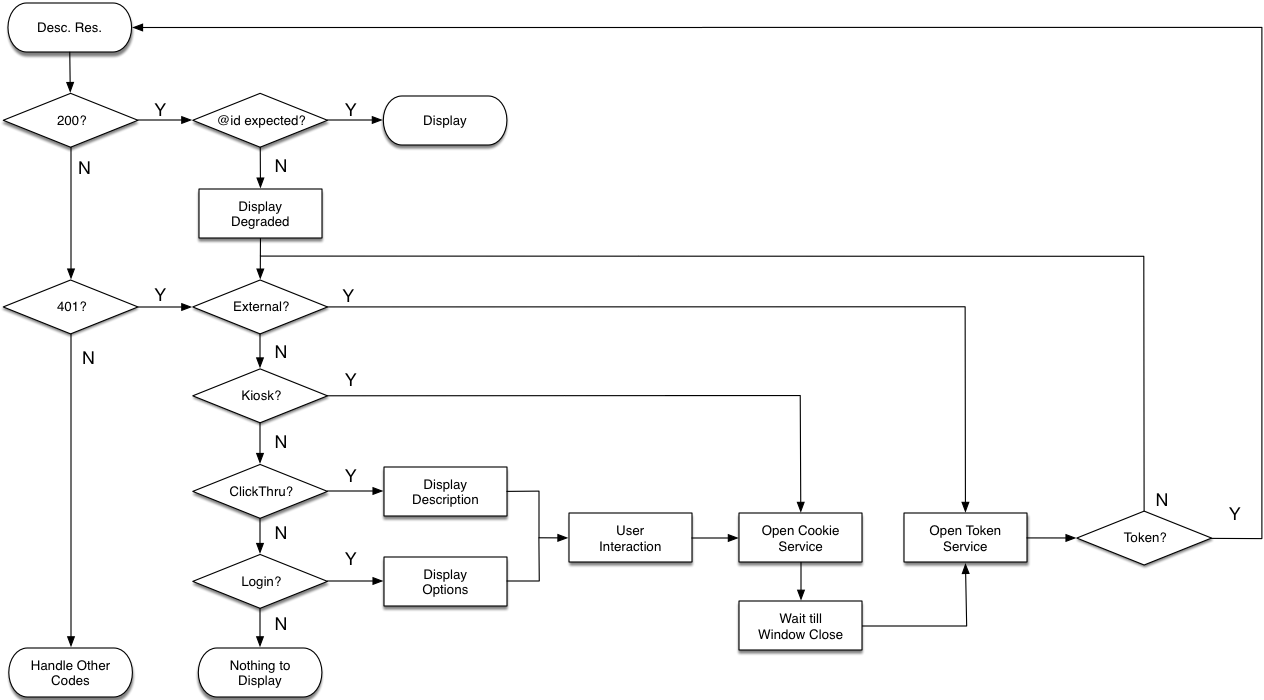 Desc. Res.
200?
Y
@id expected?
Y
Display
N
N
Display
Degraded
401?
Y
External?
Y
N
N
Kiosk?
Y
N
ClickThru?
Y
Display
Description
N
Login?
Y
Display
Options
N
User
Interaction
Open Cookie
Service
Wait till
Window Close
Open Token
Service
Token?
N
Y
Handle Other
Codes
Nothing to
Display